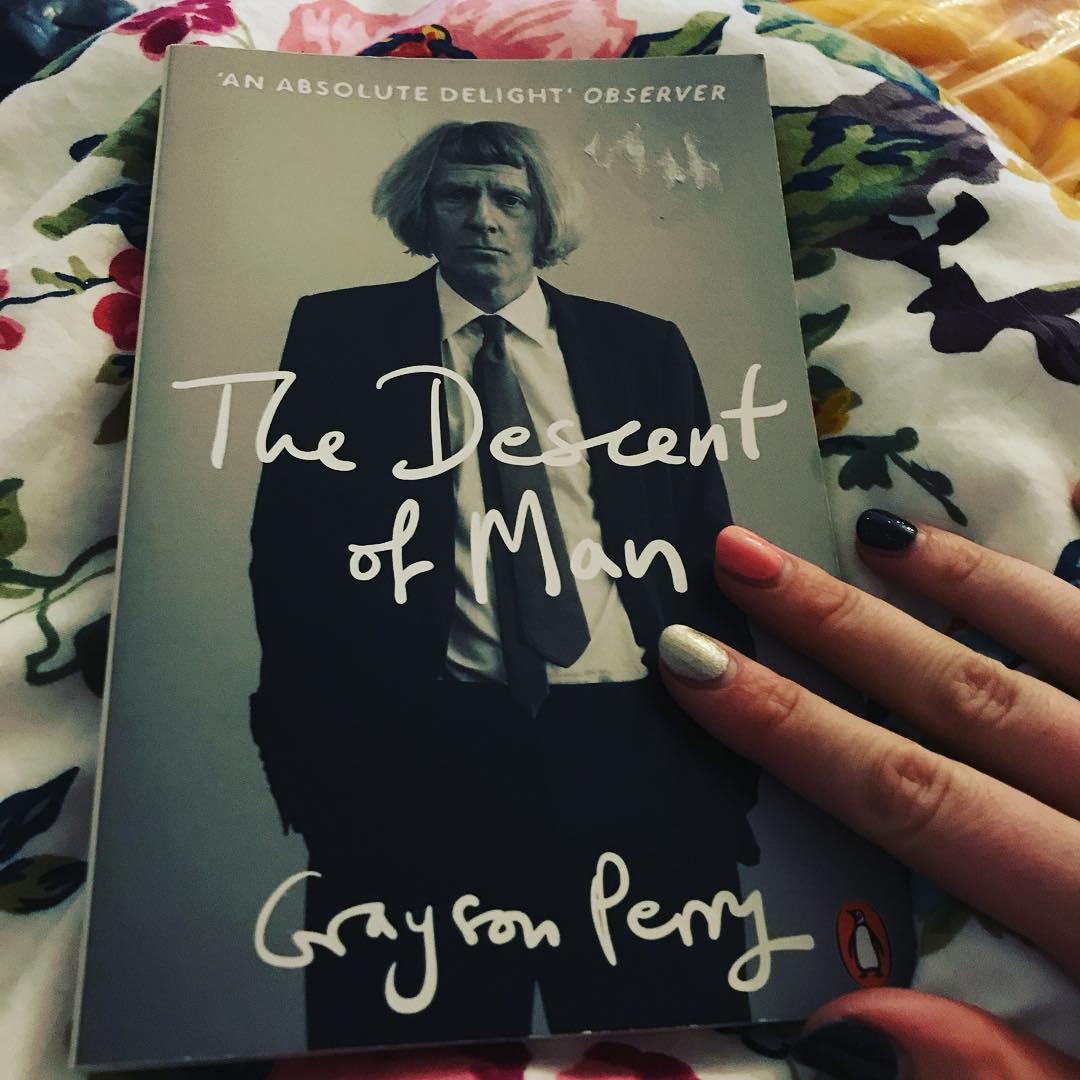 'AN ABSOLUTE DELIGHT' OBSERVER
The Descent
of Man
Grayson Perry